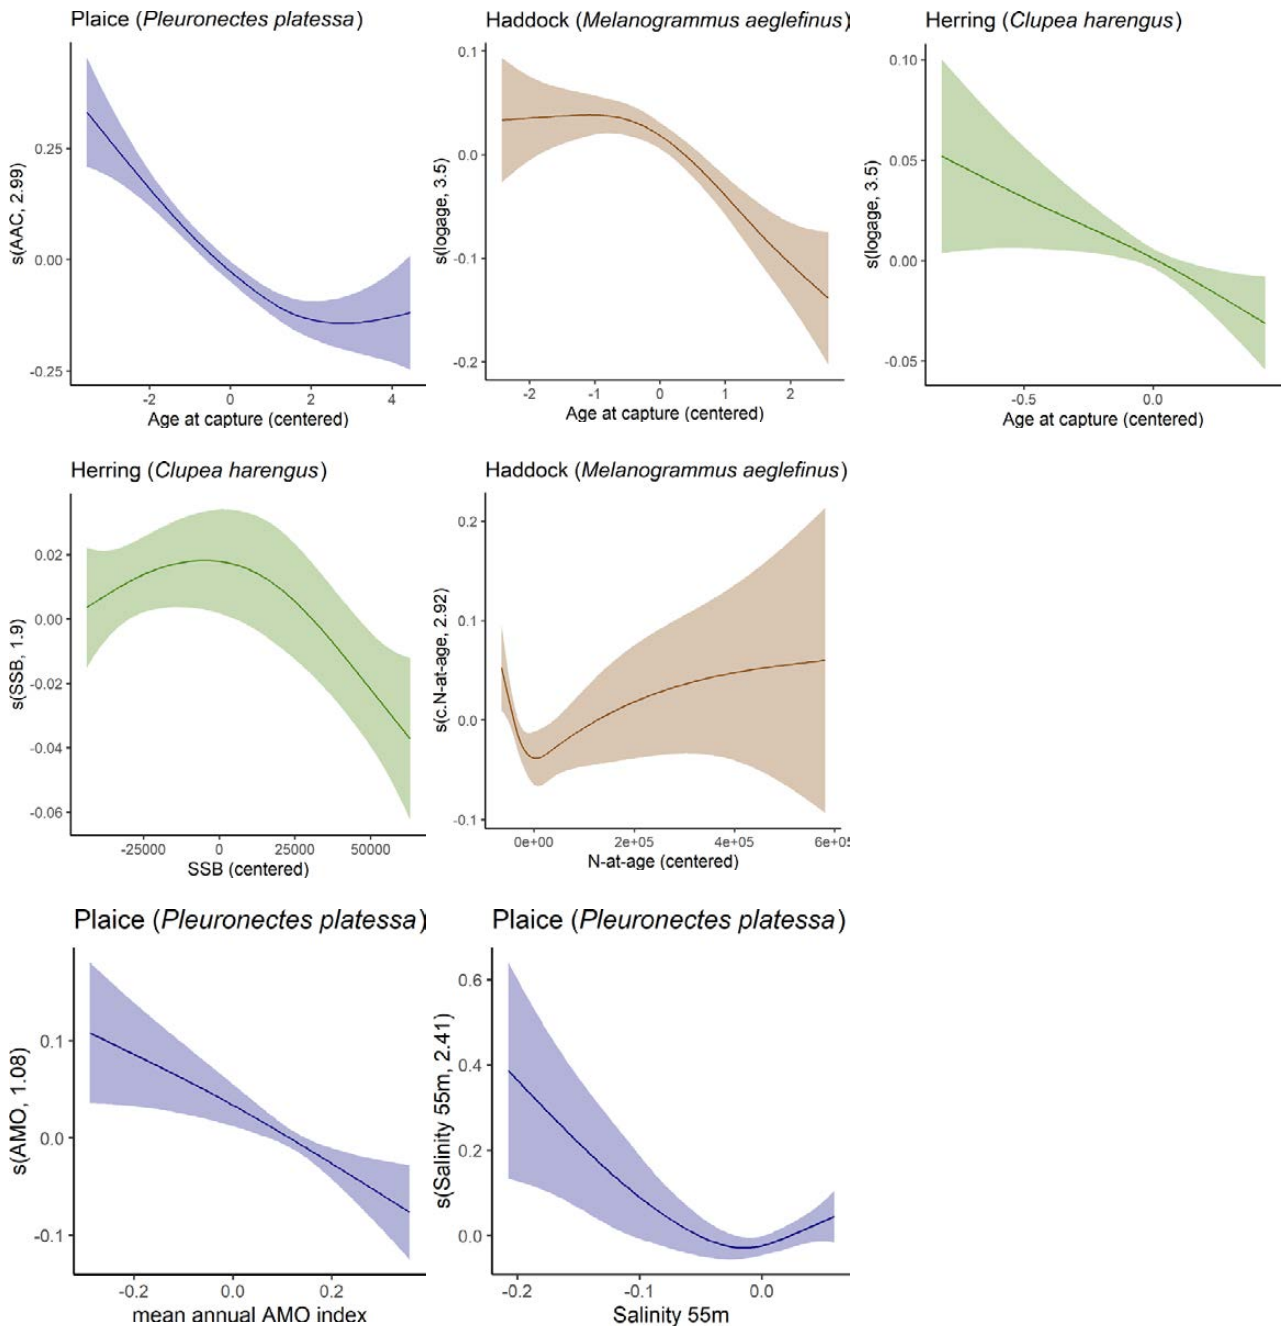 Plaice (Pleuronectes platessa)
s(AAC, 2.99)
0.25
0.00
-0.25
-2
0
2
4
Age at capture (centered)
Haddock (Melanogrammus aeglefinus)
s(logage, 3.5)
0.1
0.0
-0.1
-0.2
-2
-1
0
1
2
Age at capture (centered)
Herring (Clupea harengus)
s(logage, 3.5)
0.10
0.05
0.00
-0.05
-0.5
0.0
Age at capture (centered)
Herring (Clupea harengus)
s(SSB, 1.9)
0.02
0.00
-0.02
-0.04
-0.06
-25000
0
25000
50000
SSB (centered)
Haddock (Melanogrammus aeglefinus)
s(c.N-at-age, 2.92)
0.2
0.1
0.0
-0.1
0e+00
2e+05
4e+05
6e+05
N-at-age (centered)
Plaice (Pleuronectes platessa)
s(AMO, 1.08)
0.1
0.0
-0.1
-0.2
0.0
0.2
mean annual AMO index
Plaice (Pleuronectes platessa)
s(Salinity 55m, 2.41)
0.6
0.4
0.2
0.0
-0.2
-0.1
0.0
Salinity 55m